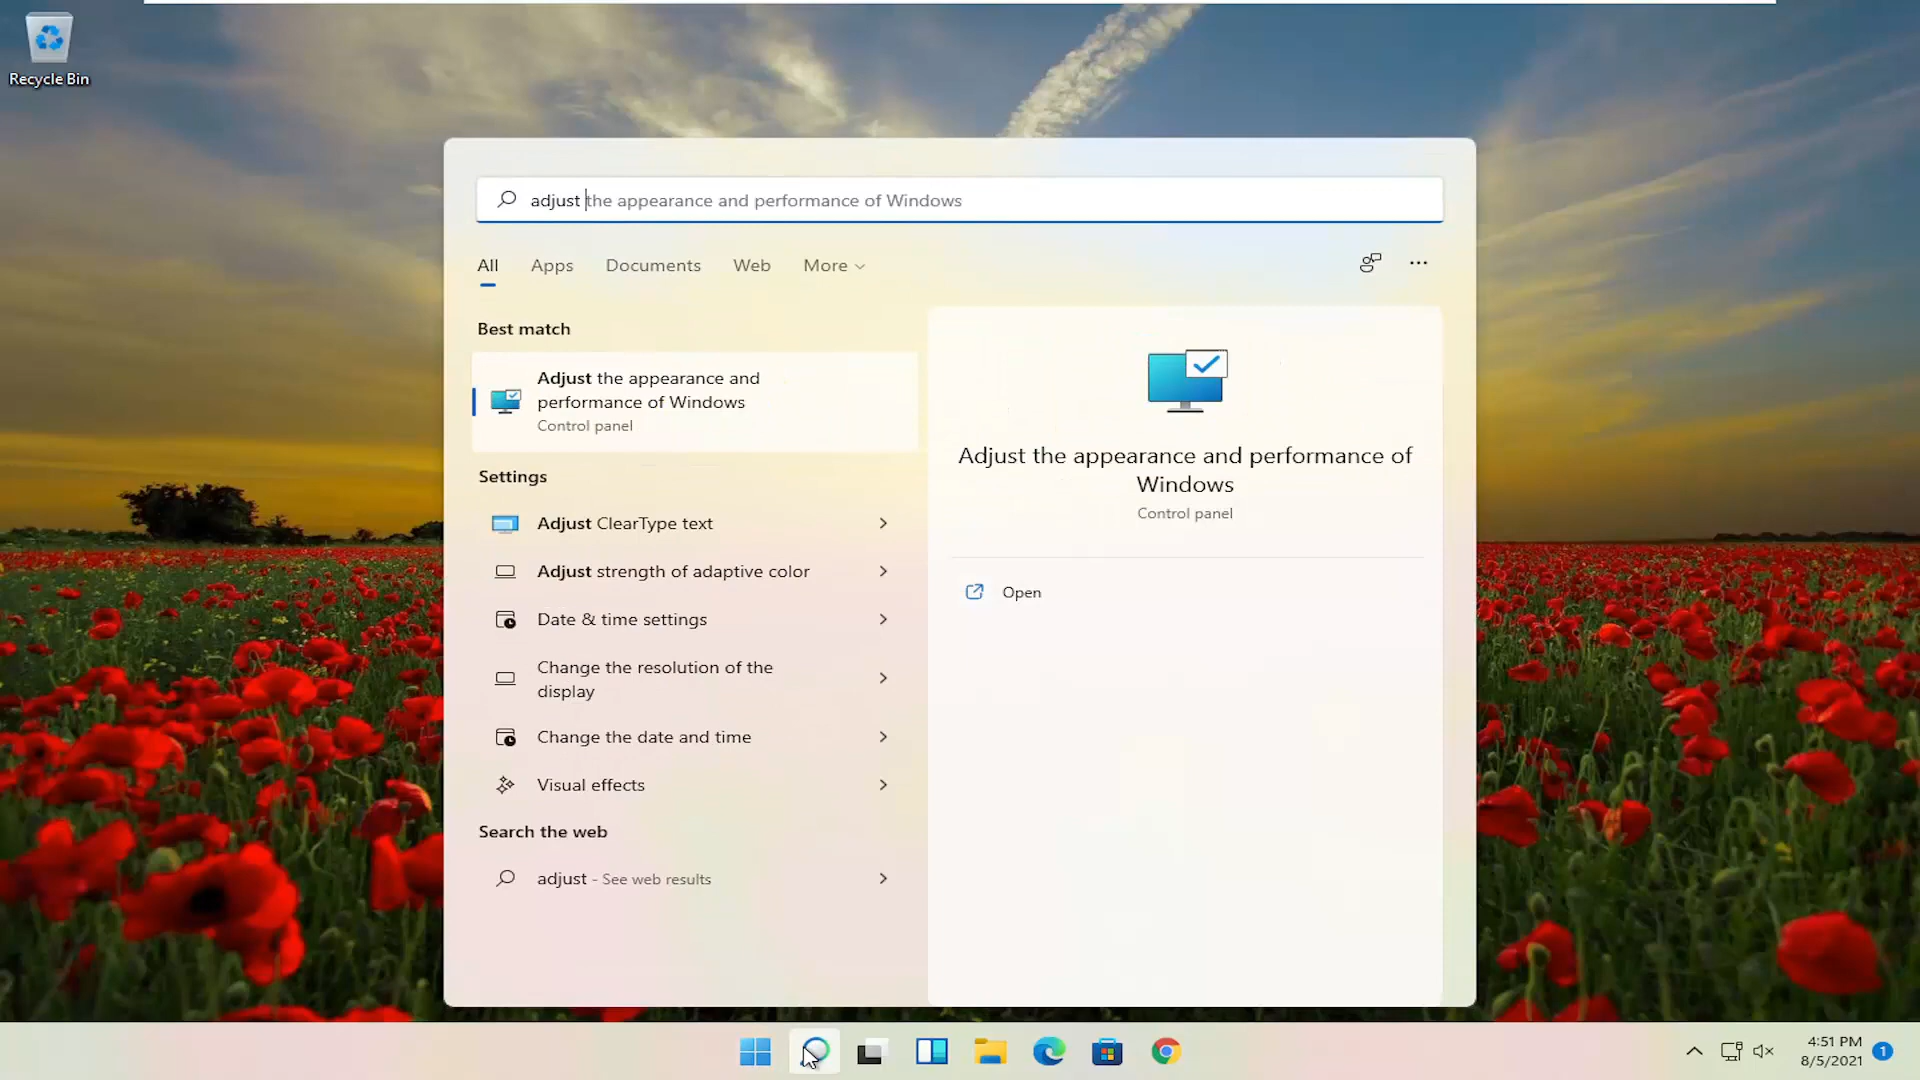 Recycle Bin
adjust the appearance and performance of Windows
All Apps Documents Web More
Best match
Adjust the appearance and
performance of Windows
Control panel
Settings
Adjust ClearType text
Adjust strength of adaptive color
Date & time settings
Change the resolution of the
display
Change the date and time
Visual effects
Search the web
adjust - See web results
Adjust the appearance and performance of
Windows
Control panel
Open
4:51 PM
8/5/2021
1